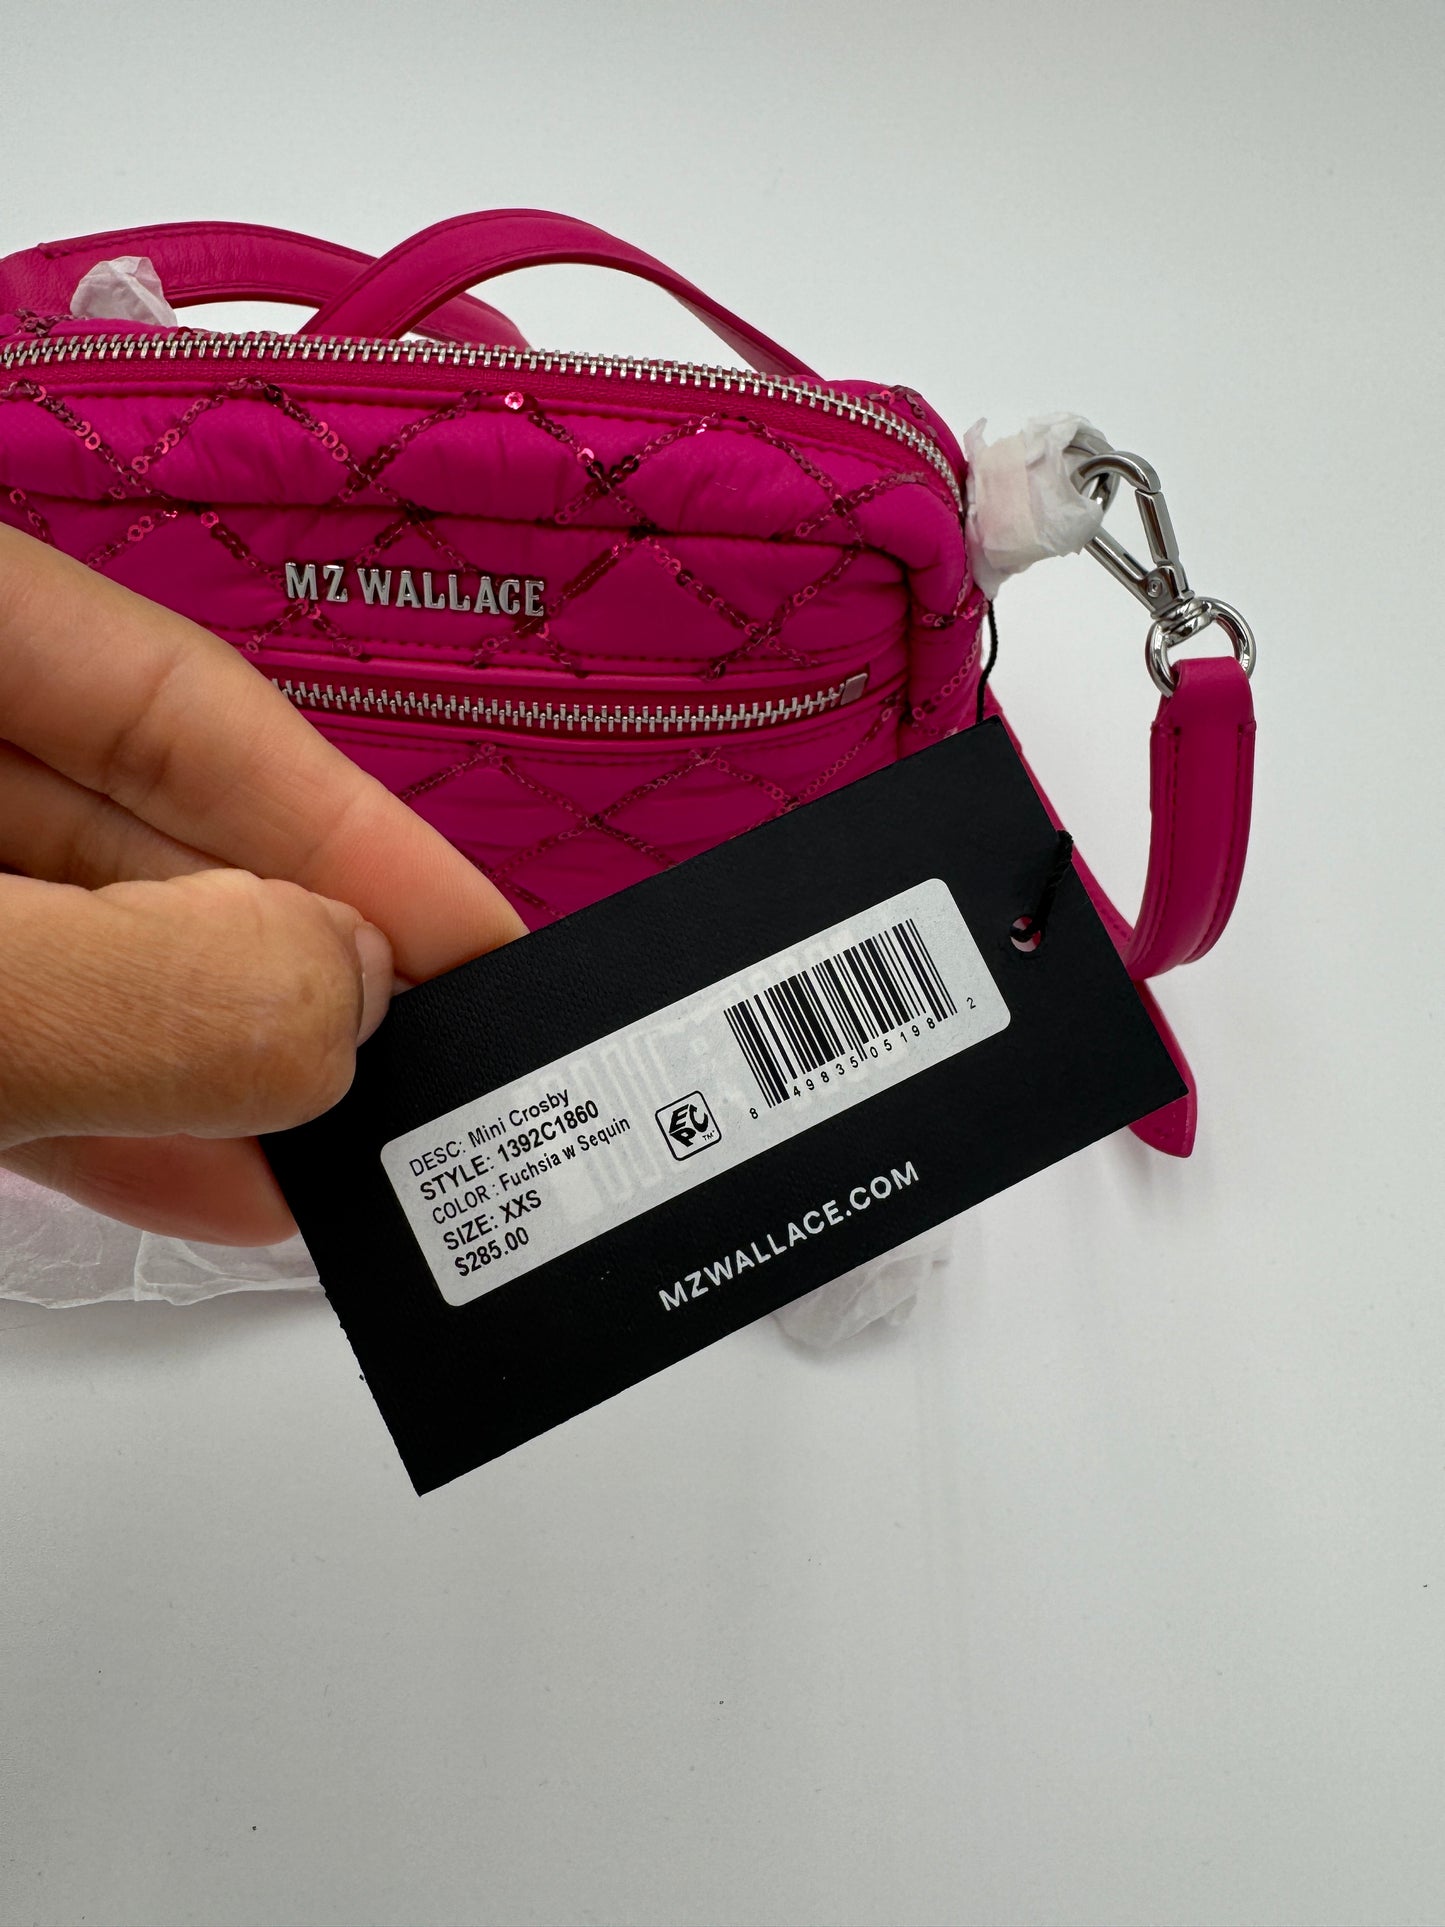 MZ WALLACE
DESC: Mini Crosby
STYLE: 1392C1860
COLOR : Fuchsia w Sequin
SIZE: XXS
$285.00
EPC™
8 49835 05198 2
MZWALLACE.COM